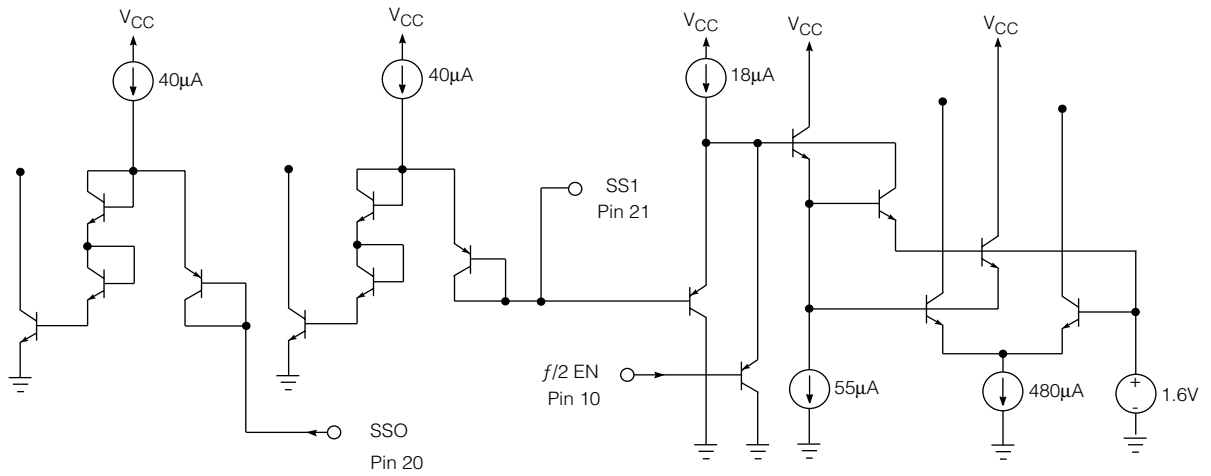 VCC
VCC
VCC
VCC
VCC
40μA
40μA
18μA
SS1
Pin 21
ƒ/2 EN
Pin 10
55μA
480μA
+
-
1.6V
SSO
Pin 20